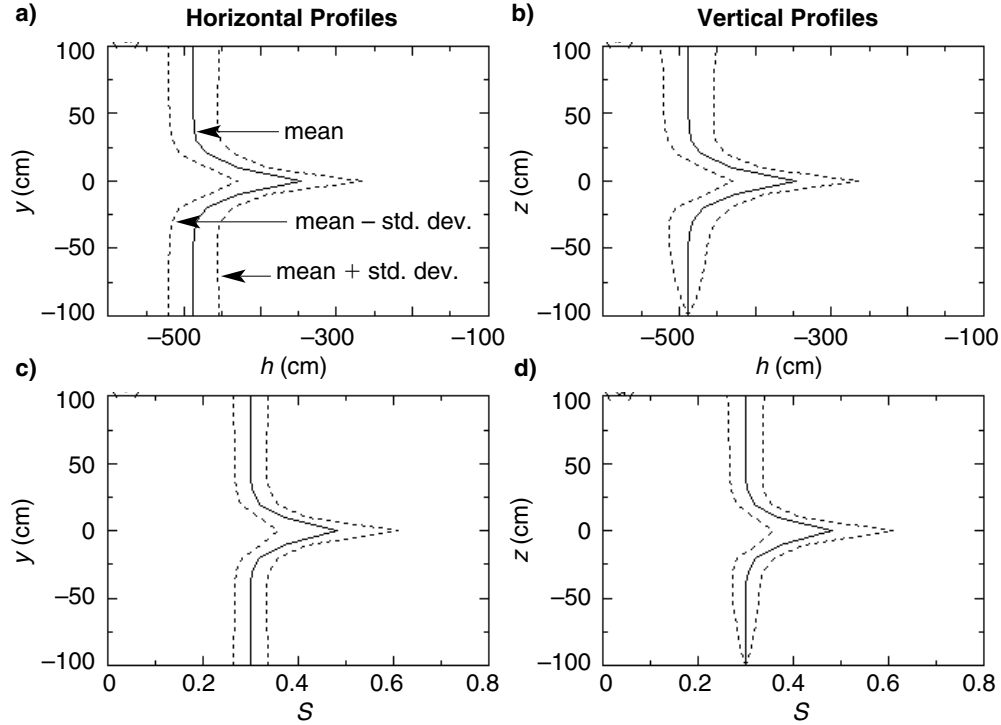 a) Horizontal Profiles
b) Vertical Profiles
100
50
0
–50
–100
y (cm)
mean
mean – std. dev.
mean + std. dev.
–500
–300
–100
h (cm)
100
50
0
–50
–100
z (cm)
–500
–300
–100
h (cm)
c)
100
50
0
–50
–100
y (cm)
0
0.2
0.4
0.6
0.8
S
d)
100
50
0
–50
–100
z (cm)
0
0.2
0.4
0.6
0.8
S